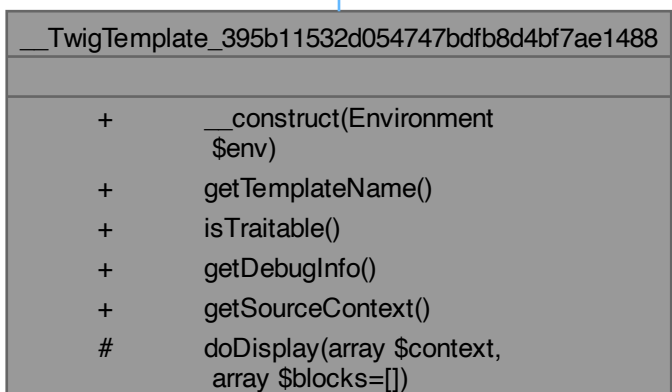 __TwigTemplate_395b11532d054747bdfb8d4bf7ae1488
+ __construct(Environment
$env)
+ getTemplateName()
+ isTraitable()
+ getDebugInfo()
+ getSourceContext()
# doDisplay(array $context,
array $blocks=[])